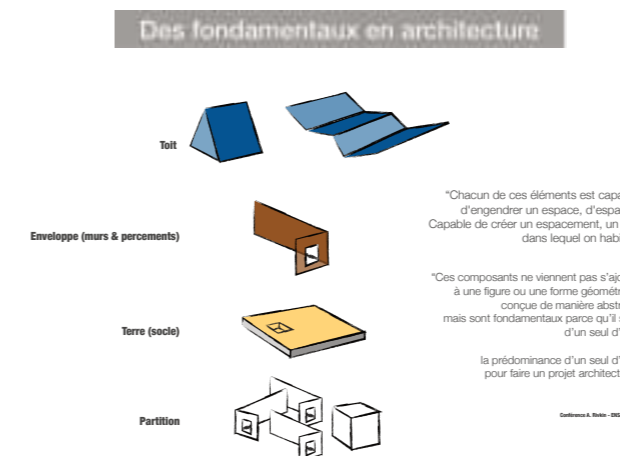 Des fondamentaux en architecture
Toit
"Chacun de ces éléments est capa
d'engendrer un espace, d'espa
Capable de créer un espacement, un
dans lequel on habi
Enveloppe (murs & percements)
"Ces composants ne viennent pas s'ajo
à une figure ou une forme géométr
conçue de manière abstr
mais sont fondamentaux parce qu'il s
d'un seul d'
Terre (socle)
la prédominance d'un seul d'
pour faire un projet architect
Partition
Conférence A. Rivkin - ENS